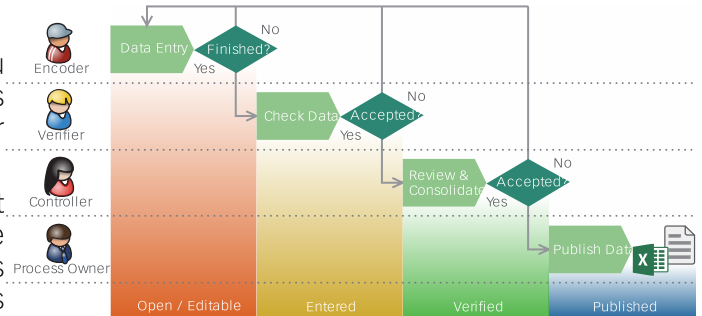 No
Data Entry
Finished?
Encoder
Yes
No
Check Data
Accepted?
Verifier
Yes
No
Review &
Consolidate
Accepted?
Controller
Yes
Publish Data
X
Process Owner
Open / Editable
Entered
Verified
Published